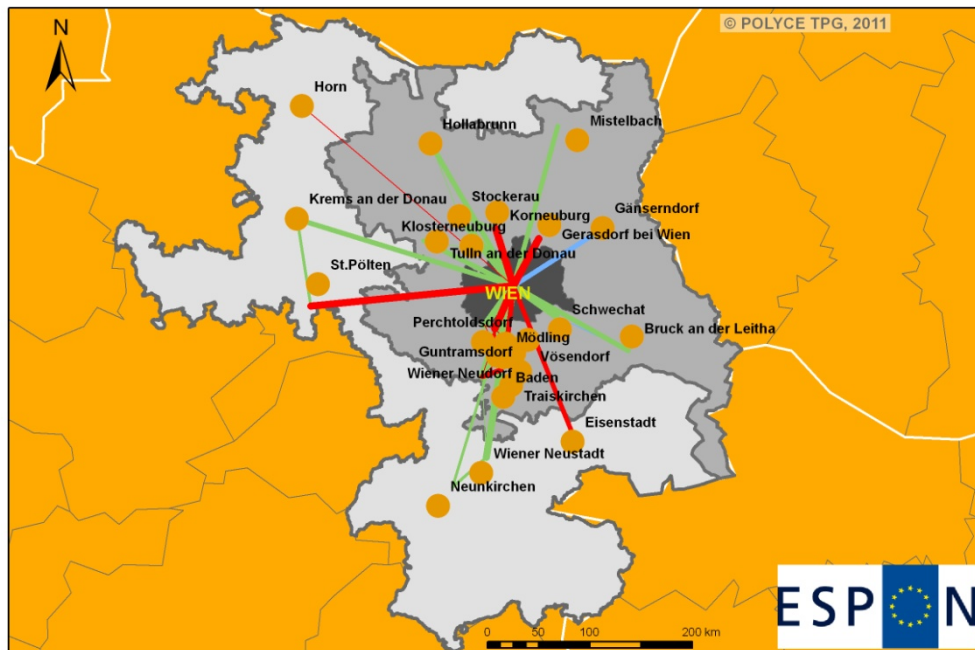 © POLYCE TPG, 2011
N
Horn
Hollabrunn
Mistelbach
Krems an der Donau
Stockerau
Korneuburg
Gänserndorf
Klosterneuburg
Gerasdorf bei Wien
Tulln an der Donau
St.Pölten
WIEN
Schwechat
Perchtoldsdorf
Mödling
Bruck an der Leitha
Guntramsdorf
Vösendorf
Wiener Neudorf
Baden
Traiskirchen
Eisenstadt
Wiener Neustadt
Neunkirchen
0 50 100 200 km
ESPON